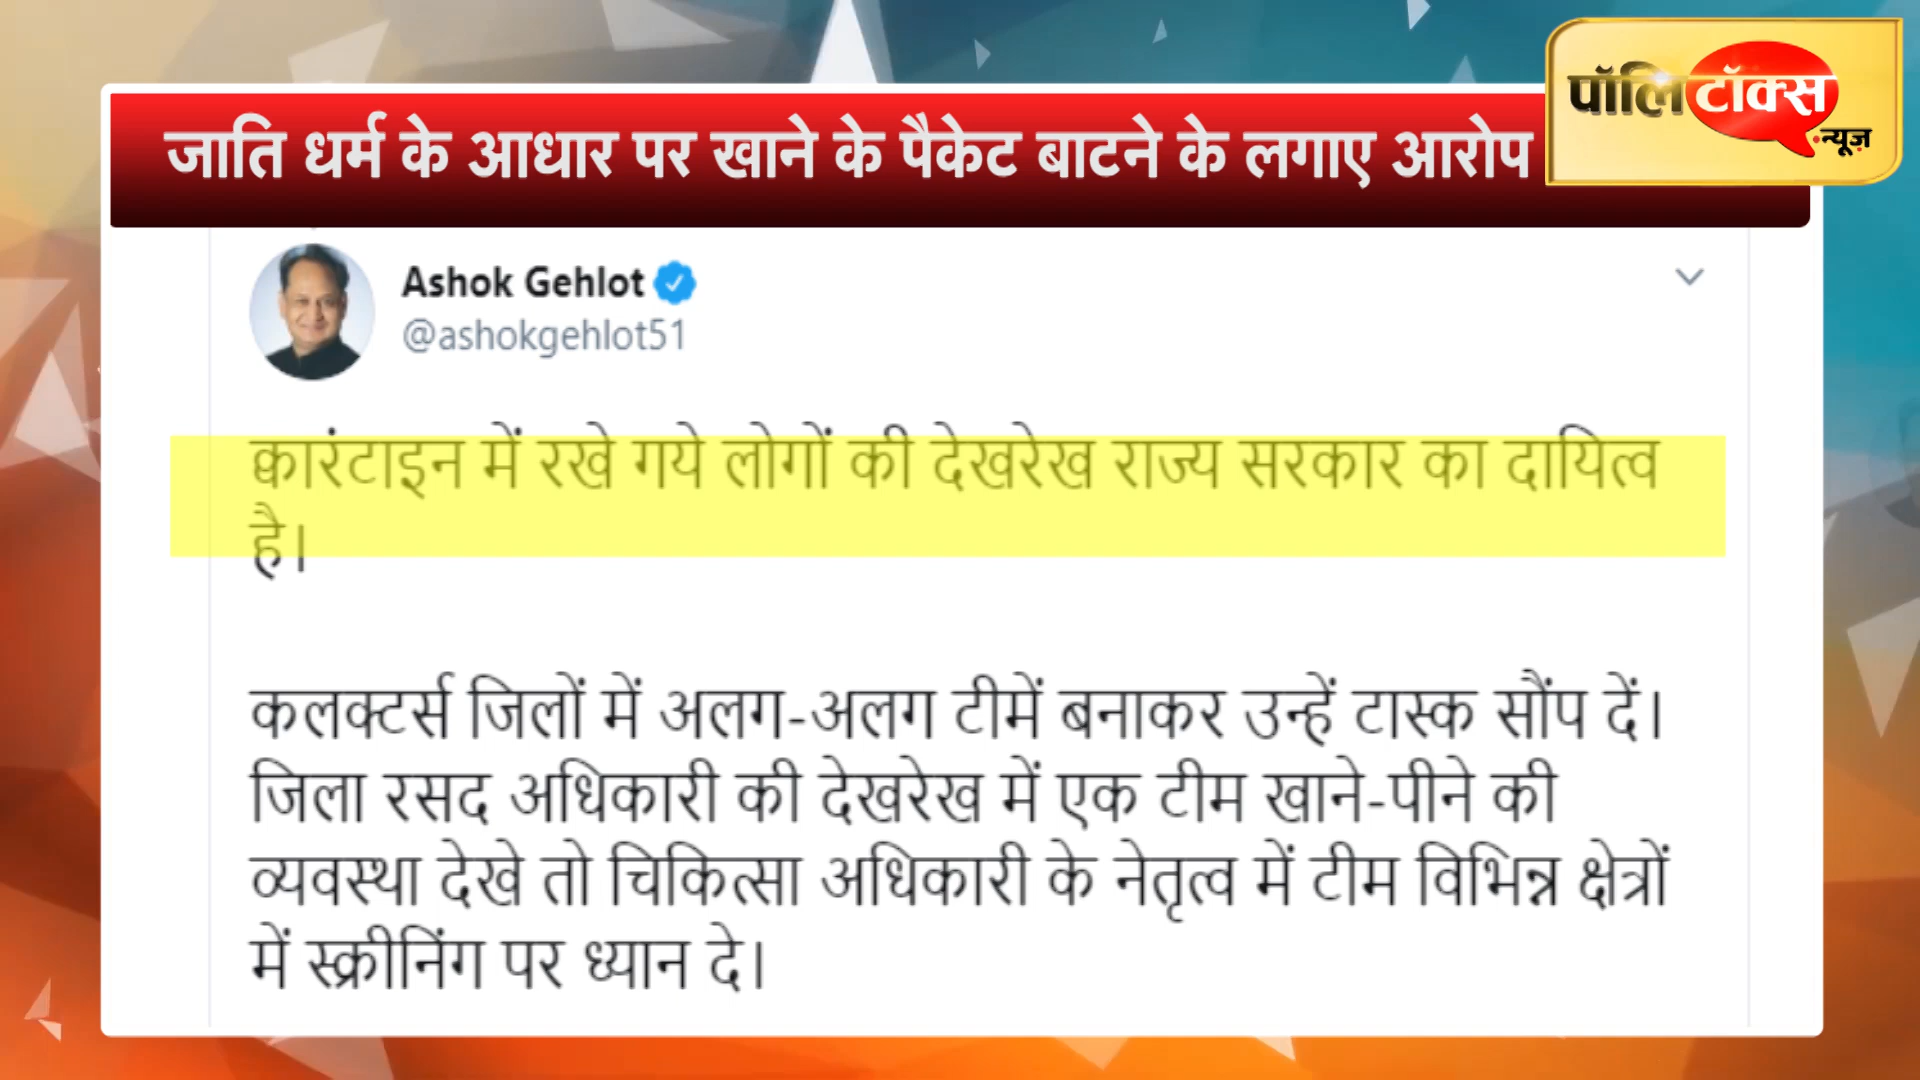 पॉलिटॉक्स
न्यूज़
जाति धर्म के आधार पर खाने के पैकेट बाटने के लगाए आरोप
Ashok Gehlot
@ashokgehlot51
क्वारंटाइन में रखे गये लोगों की देखरेख राज्य सरकार का दायित्व
है।
कलक्टर्स जिलों में अलग-अलग टीमें बनाकर उन्हें टास्क सौंप दें।
जिला रसद अधिकारी की देखरेख में एक टीम खाने-पीने की
व्यवस्था देखे तो चिकित्सा अधिकारी के नेतृत्व में टीम विभिन्न क्षेत्रों
में स्क्रीनिंग पर ध्यान दे।